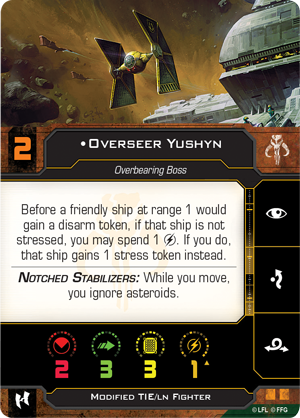 2
•Overseer Yushyn
Overbearing Boss
Before a friendly ship at range 1 would
gain a disarm token, if that ship is not
stressed, you may spend 1 . If you do,
that ship gains 1 stress token instead.
Notched Stabilizers: While you move,
you ignore asteroids.
2 3 3 1
Modified TIE/ln Fighter
©LFL ©FFG